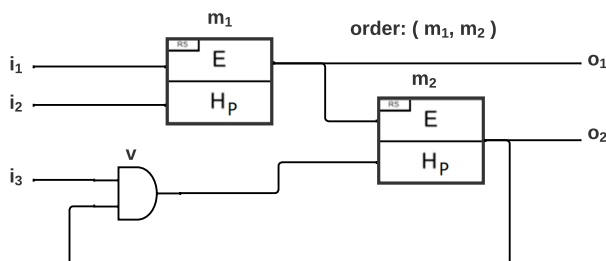 m₁
order: ( m₁, m₂ )
RS
i₁
E
o₁
i₂
Hₚ
m₂
RS
E
o₂
v
Hₚ
i₃